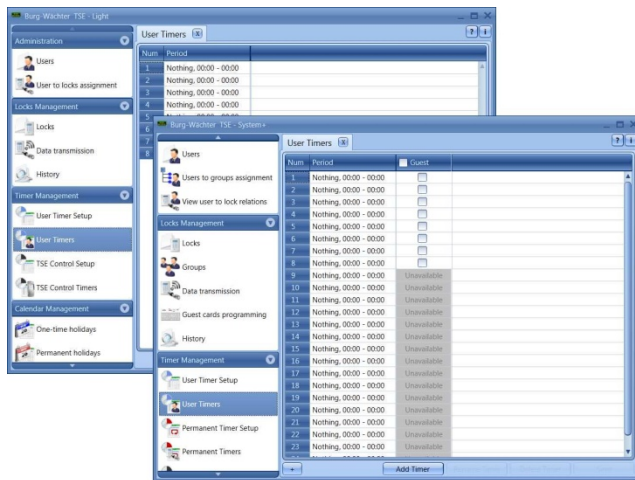 Burg-Wächter TSE - Light
Administration
Users
User to locks assignment
Locks Management
Locks
Data transmission
History
Timer Management
User Timer Setup
User Timers
TSE Control Setup
TSE Control Timers
Calendar Management
One-time holidays
Permanent holidays
User Timers
Num Period
1 Nothing, 00:00 - 00:00
2 Nothing, 00:00 - 00:00
3 Nothing, 00:00 - 00:00
4 Nothing, 00:00 - 00:00
5
6
7
8
Burg-Wächter TSE - System+
Users
Users to groups assignment
View user to lock relations
Locks Management
Locks
Groups
Data transmission
Guest cards programming
History
Timer Management
User Timer Setup
User Timers
Permanent Timer Setup
Permanent Timers
User Timers
Num Period Guest
1 Nothing, 00:00 - 00:00
2 Nothing, 00:00 - 00:00
3 Nothing, 00:00 - 00:00
4 Nothing, 00:00 - 00:00
5 Nothing, 00:00 - 00:00
6 Nothing, 00:00 - 00:00
7 Nothing, 00:00 - 00:00
8 Nothing, 00:00 - 00:00
9 Nothing, 00:00 - 00:00 Unavailable
10 Nothing, 00:00 - 00:00 Unavailable
11 Nothing, 00:00 - 00:00 Unavailable
12 Nothing, 00:00 - 00:00 Unavailable
13 Nothing, 00:00 - 00:00 Unavailable
14 Nothing, 00:00 - 00:00 Unavailable
15 Nothing, 00:00 - 00:00 Unavailable
16 Nothing, 00:00 - 00:00 Unavailable
17 Nothing, 00:00 - 00:00 Unavailable
18 Nothing, 00:00 - 00:00 Unavailable
19 Nothing, 00:00 - 00:00 Unavailable
20 Nothing, 00:00 - 00:00 Unavailable
21 Nothing, 00:00 - 00:00 Unavailable
22 Nothing, 00:00 - 00:00 Unavailable
23 Nothing, 00:00 - 00:00 Unavailable
Add Timer